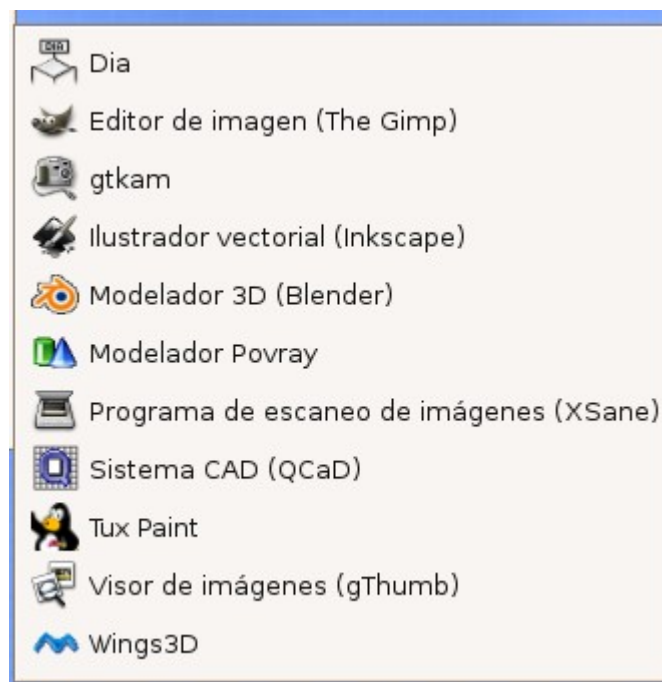 DIA
Dia
Editor de imagen (The Gimp)
gtkam
Ilustrador vectorial (Inkscape)
Modelador 3D (Blender)
Modelador Povray
Programa de escaneo de imágenes (XSane)
Sistema CAD (QCaD)
Tux Paint
Visor de imágenes (gThumb)
Wings3D